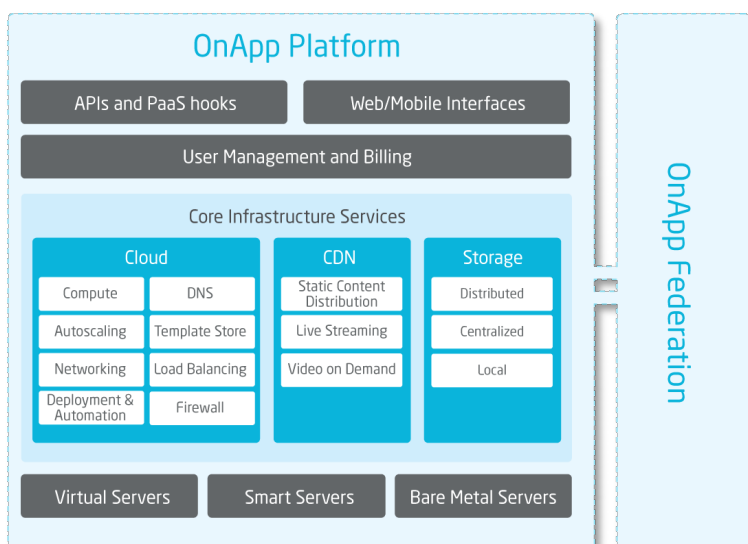 OnApp Platform
APIs and PaaS hooks
Web/Mobile Interfaces
User Management and Billing
Core Infrastructure Services
Cloud
Compute
DNS
Autoscaling
Template Store
Networking
Load Balancing
Deployment &
Automation
Firewall
CDN
Static Content
Distribution
Live Streaming
Video on Demand
Storage
Distributed
Centralized
Local
Virtual Servers
Smart Servers
Bare Metal Servers
OnApp Federation